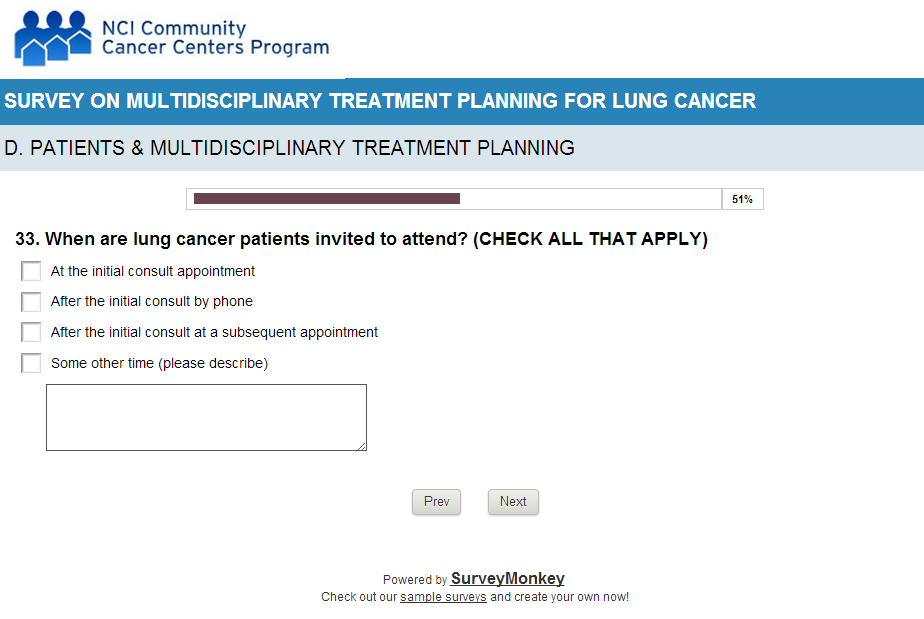 NCI Community
Cancer Centers Program
SURVEY ON MULTIDISCIPLINARY TREATMENT PLANNING FOR LUNG CANCER
D. PATIENTS & MULTIDISCIPLINARY TREATMENT PLANNING
51%
33. When are lung cancer patients invited to attend? (CHECK ALL THAT APPLY)
At the initial consult appointment
After the initial consult by phone
After the initial consult at a subsequent appointment
Some other time (please describe)
Prev Next
Powered by SurveyMonkey
Check out our sample surveys and create your own now!